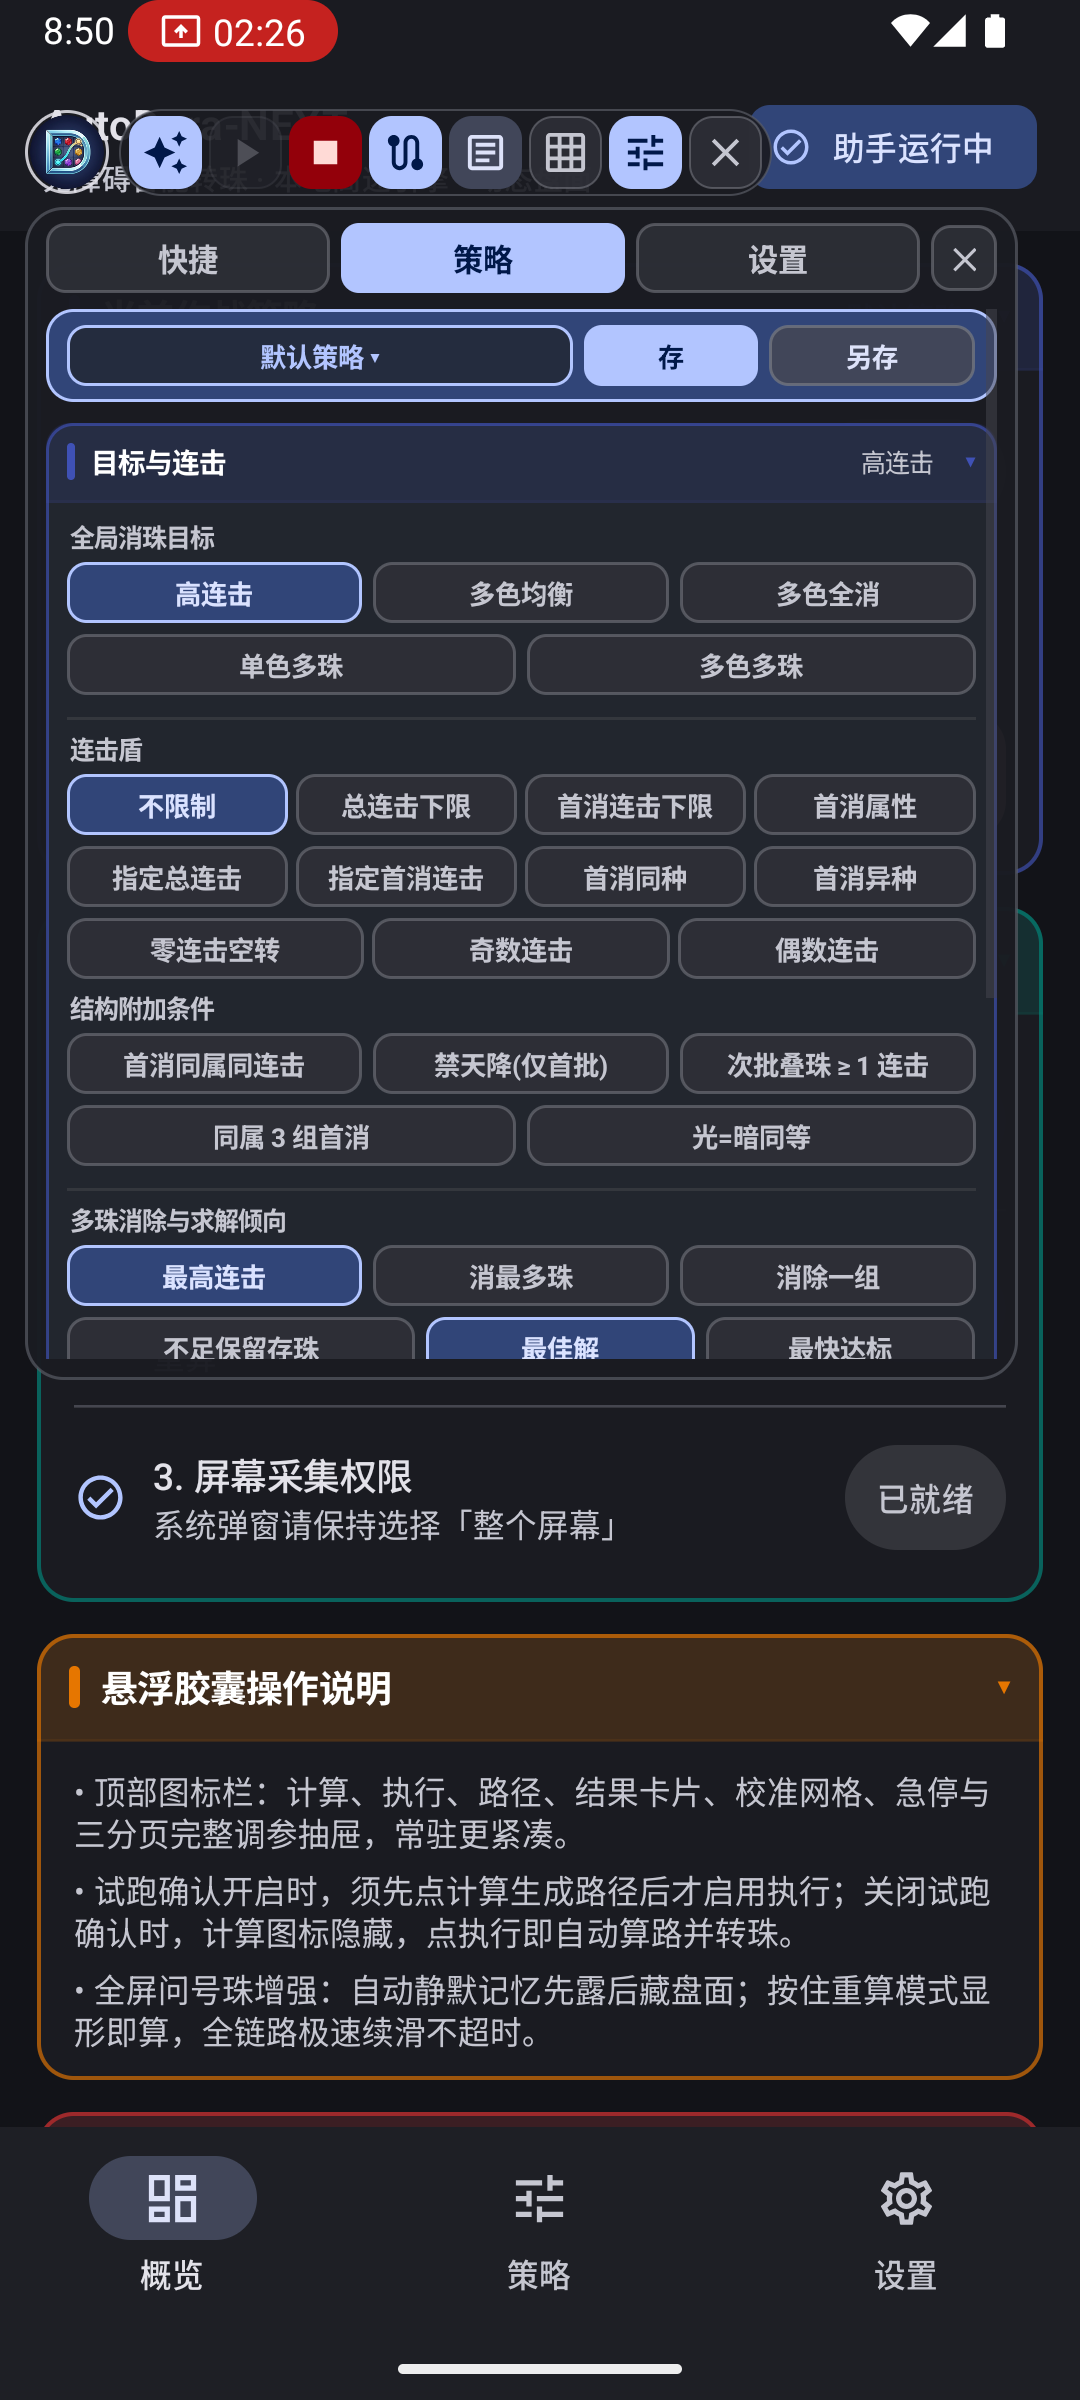 8:50
02:26
助手运行中
快捷
策略
设置
默认策略 ▾
存
另存
目标与连击
高连击
全局消珠目标
高连击
多色均衡
多色全消
单色多珠
多色多珠
连击盾
不限制
总连击下限
首消连击下限
首消属性
指定总连击
指定首消连击
首消同种
首消异种
零连击空转
奇数连击
偶数连击
结构附加条件
首消同属同连击
禁天降(仅首批)
次批叠珠 ≥ 1 连击
同属 3 组首消
光=暗同等
多珠消除与求解倾向
最高连击
消最多珠
消除一组
不足保留存珠
最佳解
最快达标
3. 屏幕采集权限
系统弹窗请保持选择「整个屏幕」
已就绪
悬浮胶囊操作说明
• 顶部图标栏：计算、执行、路径、结果卡片、校准网格、急停与
三分页完整调参抽屉，常驻更紧凑。
• 试跑确认开启时，须先点计算生成路径后才启用执行；关闭试跑
确认时，计算图标隐藏，点执行即自动算路并转珠。
• 全屏问号珠增强：自动静默记忆先露后藏盘面；按住重算模式显
形即算，全链路极速续滑不超时。
概览
策略
设置